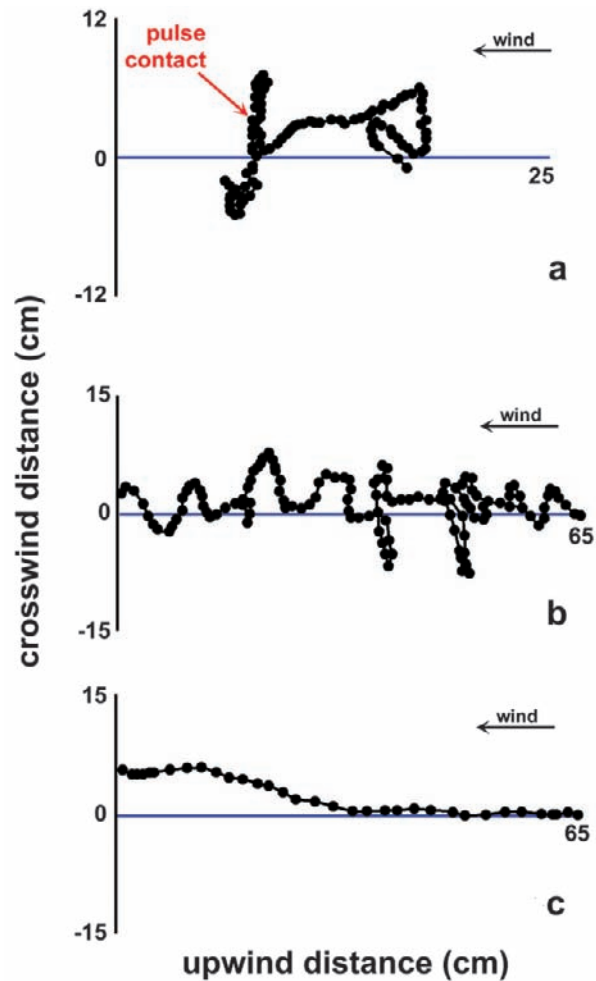 12
pulse
contact
wind
0
25
-12
a
crosswind distance (cm)
15
wind
0
65
-15
b
15
wind
0
65
-15
c
upwind distance (cm)